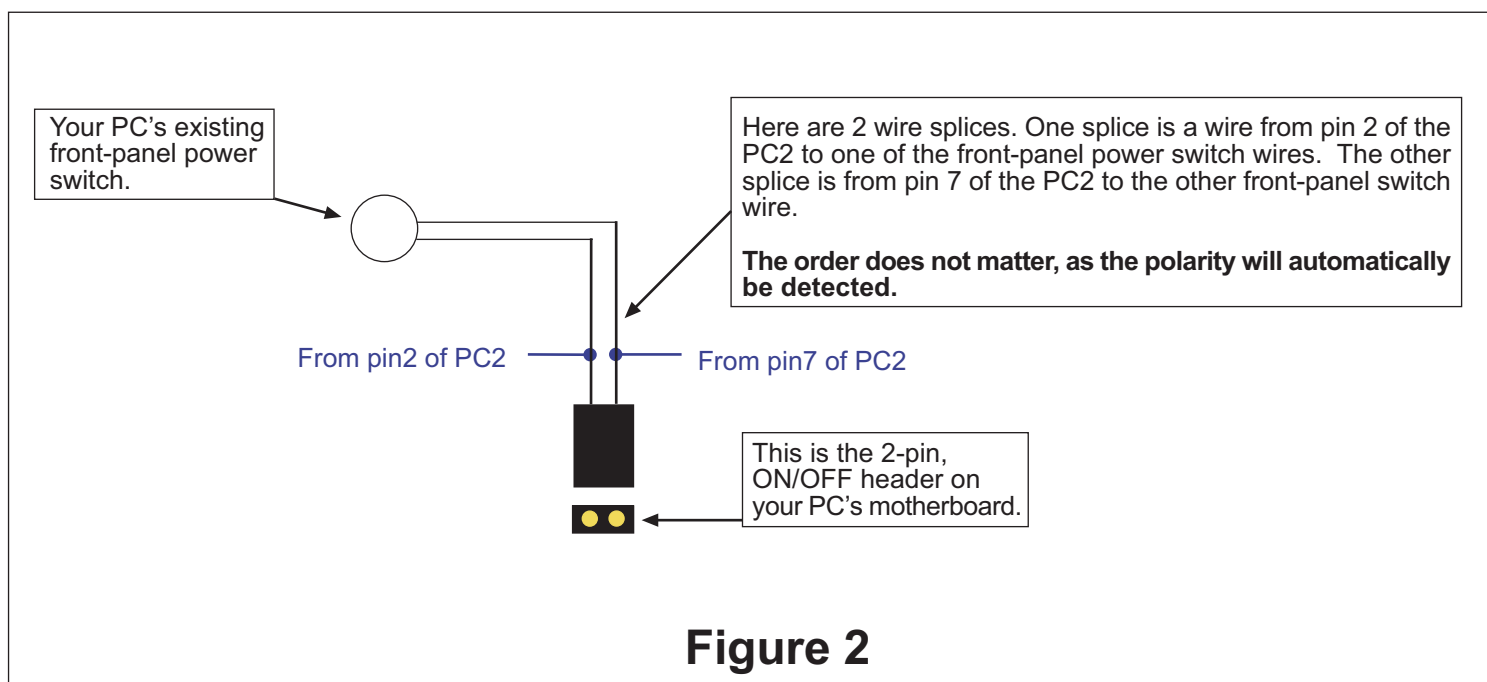 Your PC’s existing
front-panel power
switch.
Here are 2 wire splices. One splice is a wire from pin 2 of the
PC2 to one of the front-panel power switch wires.  The other
splice is from pin 7 of the PC2 to the other front-panel switch
wire.
The order does not matter, as the polarity will automatically
be detected.
From pin2 of PC2
From pin7 of PC2
This is the 2-pin,
ON/OFF header on
your PC’s motherboard.
Figure 2